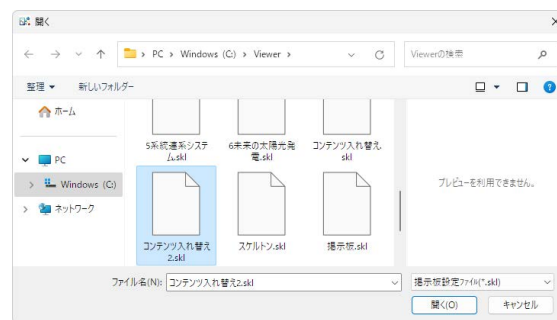 開く
PC > Windows (C:) > Viewer >
Viewerの検索
整理 新しいフォルダー
ホーム
PC
Windows (C:)
ネットワーク
5系統連系システ
ム.skl
6未来の太陽光発
電.skl
コンテンツ入れ替え.
skl
コンテンツ入れ替え
2.skl
スケルトン.skl
掲示板.skl
プレビューを利用できません。
ファイル名(N): コンテンツ入れ替え2.skl
掲示板設定ファイル(*.skl)
開く(O) キャンセル